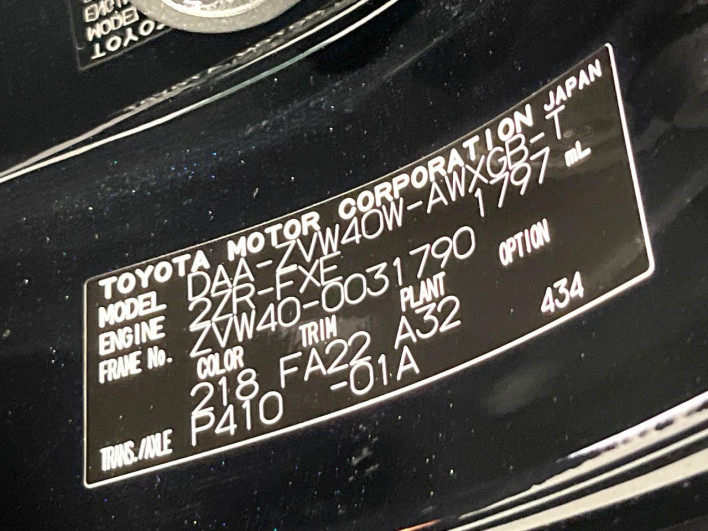 TOYOTA MOTOR CORPORATION JAPAN
MODEL DAA-ZVW40W-AWXGB-T
ENGINE 2ZR-FXE 1797 mL
FRAME No. ZVW40-0031790
COLOR TRIM PLANT OPTION
218 FA22 A32 434
TRANS./AXLE P410 -01A